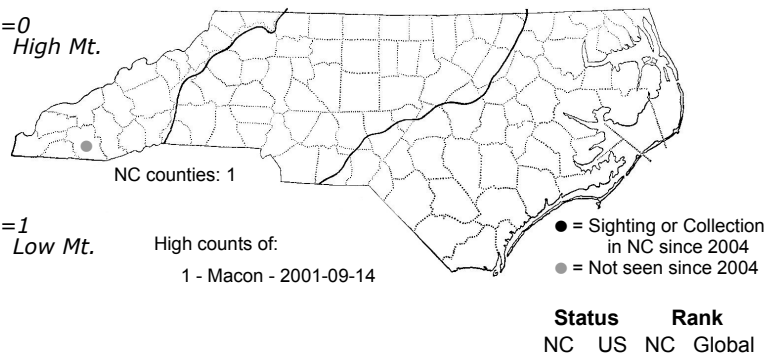 =0
High Mt.
NC counties: 1
=1
Low Mt.
High counts of:
1 - Macon - 2001-09-14
● = Sighting or Collection
in NC since 2004
● = Not seen since 2004
Status Rank
NC US NC Global